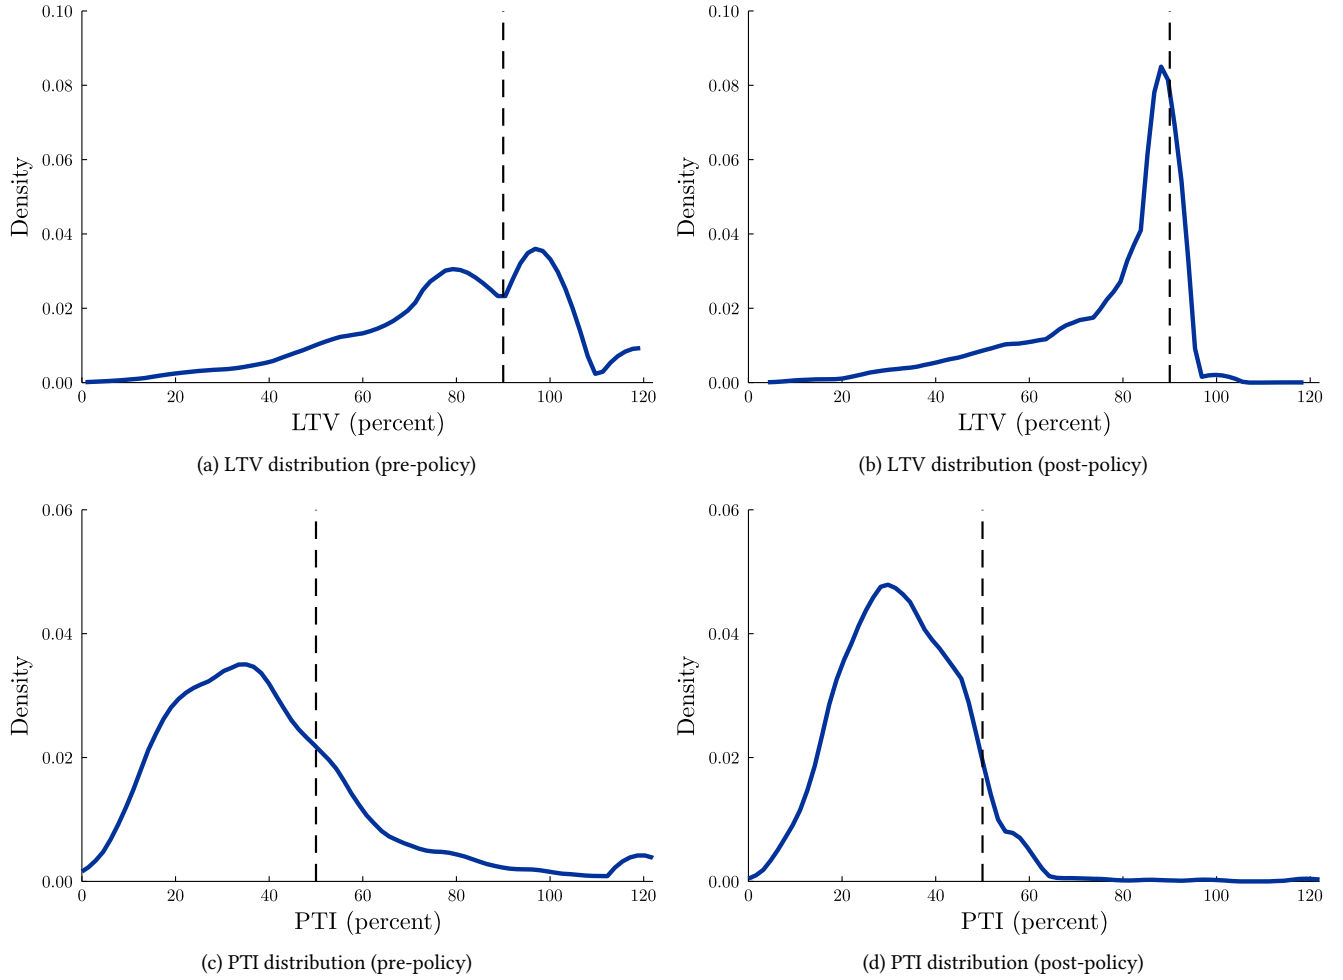 0.10
0.08
0.06
0.04
0.02
0.00
Density
0 20 40 60 80 100 120
LTV (percent)
(a) LTV distribution (pre-policy)
0.10
0.08
0.06
0.04
0.02
0.00
Density
0 20 40 60 80 100 120
LTV (percent)
(b) LTV distribution (post-policy)
0.06
0.04
0.02
0.00
Density
0 20 40 60 80 100 120
PTI (percent)
(c) PTI distribution (pre-policy)
0.06
0.04
0.02
0.00
Density
0 20 40 60 80 100 120
PTI (percent)
(d) PTI distribution (post-policy)